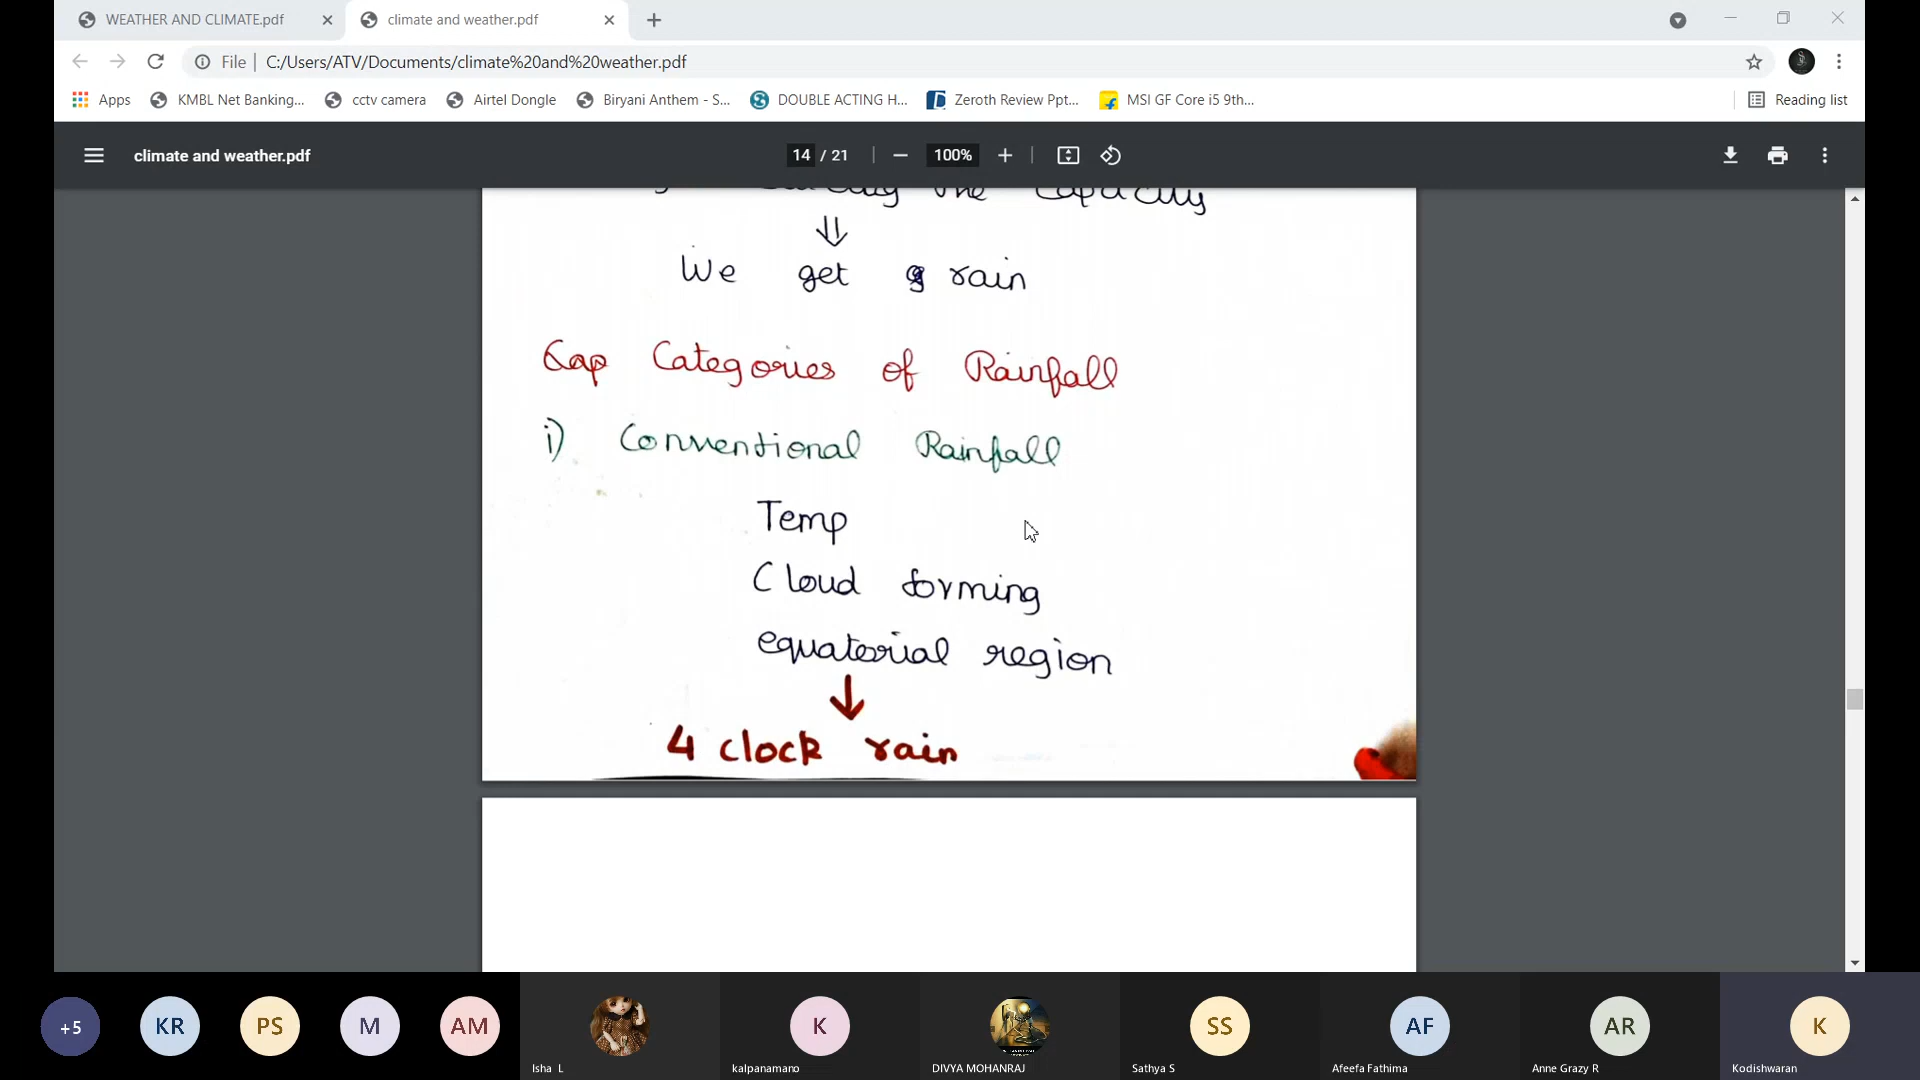 WEATHER AND CLIMATE.pdf
climate and weather.pdf
File C:/Users/ATV/Documents/climate%20and%20weather.pdf
Apps KMBL Net Banking... cctv camera Airtel Dongle Biryani Anthem - S... DOUBLE ACTING H... Zeroth Review Ppt... MSI GF Core i5 9th... Reading list
climate and weather.pdf 14 / 21 100%
the capacity
We get rain
Categories of Rainfall
i) Conventional Rainfall
Temp
Cloud forming
equatorial region
4 clock rain
+5 KR PS M AM K SS AF AR K
Isha L kalpanamano DIVYA MOHANRAJ Sathya S Afeefa Fathima Anne Grazy R Kodishwaran